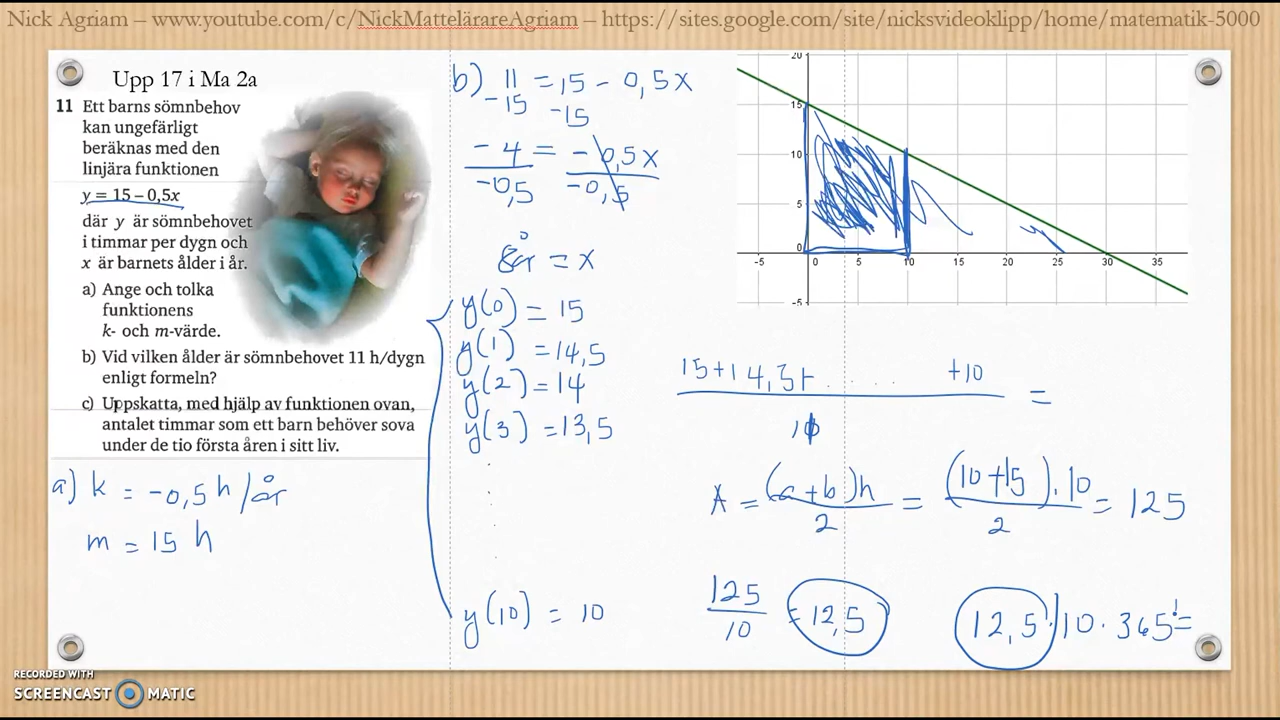 Nick Agriam – www.youtube.com/c/NickMattelärareAgriam – https://sites.google.com/site/nicksvideoklipp/home/matematik-5000
Upp 17 i Ma 2a
11 Ett barns sömnbehov
kan ungefärligt
beräknas med den
linjära funktionen
y = 15 – 0,5x
där y är sömnbehovet
i timmar per dygn och
x är barnets ålder i år.
a) Ange och tolka
funktionens
k- och m-värde.
b) Vid vilken ålder är sömnbehovet 11 h/dygn
enligt formeln?
c) Uppskatta, med hjälp av funktionen ovan,
antalet timmar som ett barn behöver sova
under de tio första åren i sitt liv.
a) k = -0,5 h/år
m = 15 h
b) 11 = 15 - 0,5x
-15 -15
-4 = -0,5x
-0,5 -0,5
år = x
y(0) = 15
y(1) = 14,5
y(2) = 14
y(3) = 13,5
y(10) = 10
20
15
10
5
0
-5
-5 0 5 10 15 20 25 30 35
15+14,5+ . . . . +10 =
10
A = (a+b)h = (10+15).10 = 125
2 2
125 = 12,5
10
12,5 · 10 · 365 =
RECORDED WITH
SCREENCAST MATIC